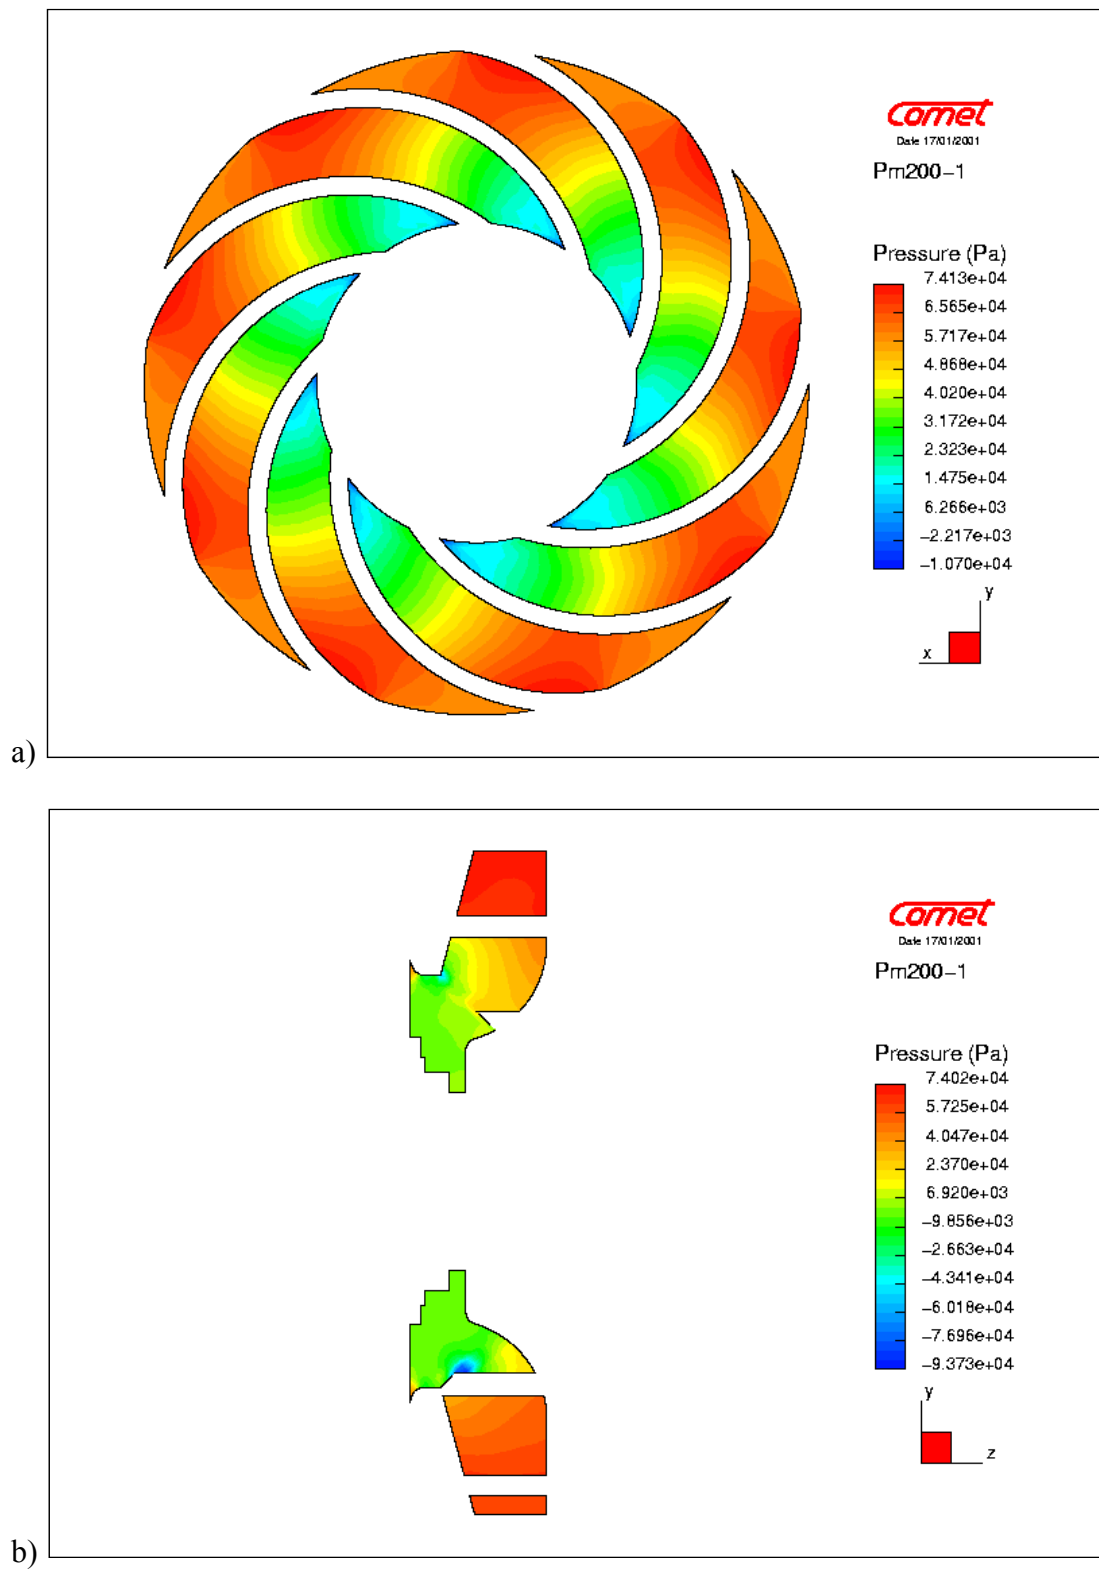 Comet
Date 17/01/2001
Pm200-1
Pressure (Pa)
7.413e+04
6.565e+04
5.717e+04
4.868e+04
4.020e+04
3.172e+04
2.323e+04
1.475e+04
6.266e+03
-2.217e+03
-1.070e+04
y
x
a)
Comet
Date 17/01/2001
Pm200-1
Pressure (Pa)
7.402e+04
5.725e+04
4.047e+04
2.370e+04
6.920e+03
-9.856e+03
-2.663e+04
-4.341e+04
-6.018e+04
-7.696e+04
-9.373e+04
y
z
b)